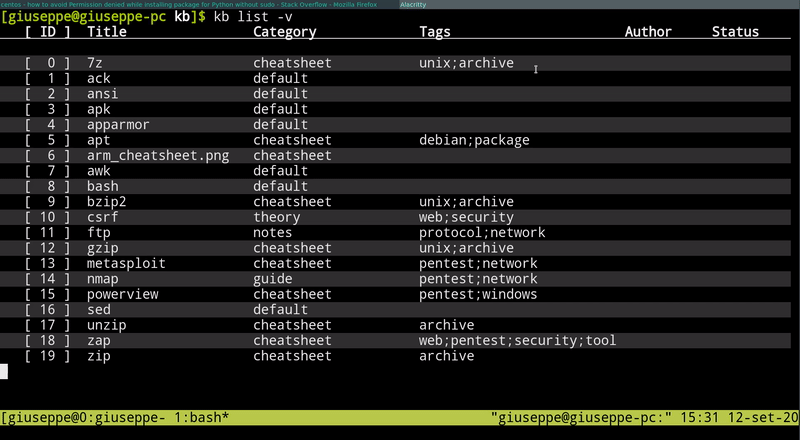 centos - how to avoid Permission denied while installing package for Python without sudo - Stack Overflow - Mozilla Firefox Alacritty
[giuseppe@giuseppe-pc kb]$ kb list -v
[ ID ] Title Category Tags Author Status
[ 0 ] 7z cheatsheet unix;archive
[ 1 ] ack default
[ 2 ] ansi default
[ 3 ] apk default
[ 4 ] apparmor default
[ 5 ] apt cheatsheet debian;package
[ 6 ] arm_cheatsheet.png cheatsheet
[ 7 ] awk default
[ 8 ] bash default
[ 9 ] bzip2 cheatsheet unix;archive
[ 10 ] csrf theory web;security
[ 11 ] ftp notes protocol;network
[ 12 ] gzip cheatsheet unix;archive
[ 13 ] metasploit cheatsheet pentest;network
[ 14 ] nmap guide pentest;network
[ 15 ] powerview cheatsheet pentest;windows
[ 16 ] sed default
[ 17 ] unzip cheatsheet archive
[ 18 ] zap cheatsheet web;pentest;security;tool
[ 19 ] zip cheatsheet archive
[giuseppe@0:giuseppe- 1:bash* "giuseppe@giuseppe-pc:" 15:31 12-set-20